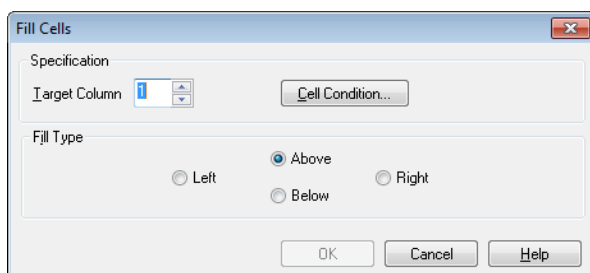 Fill Cells
Specification
Target Column 1 Cell Condition...
Fill Type
Above
Left Right
Below
OK Cancel Help